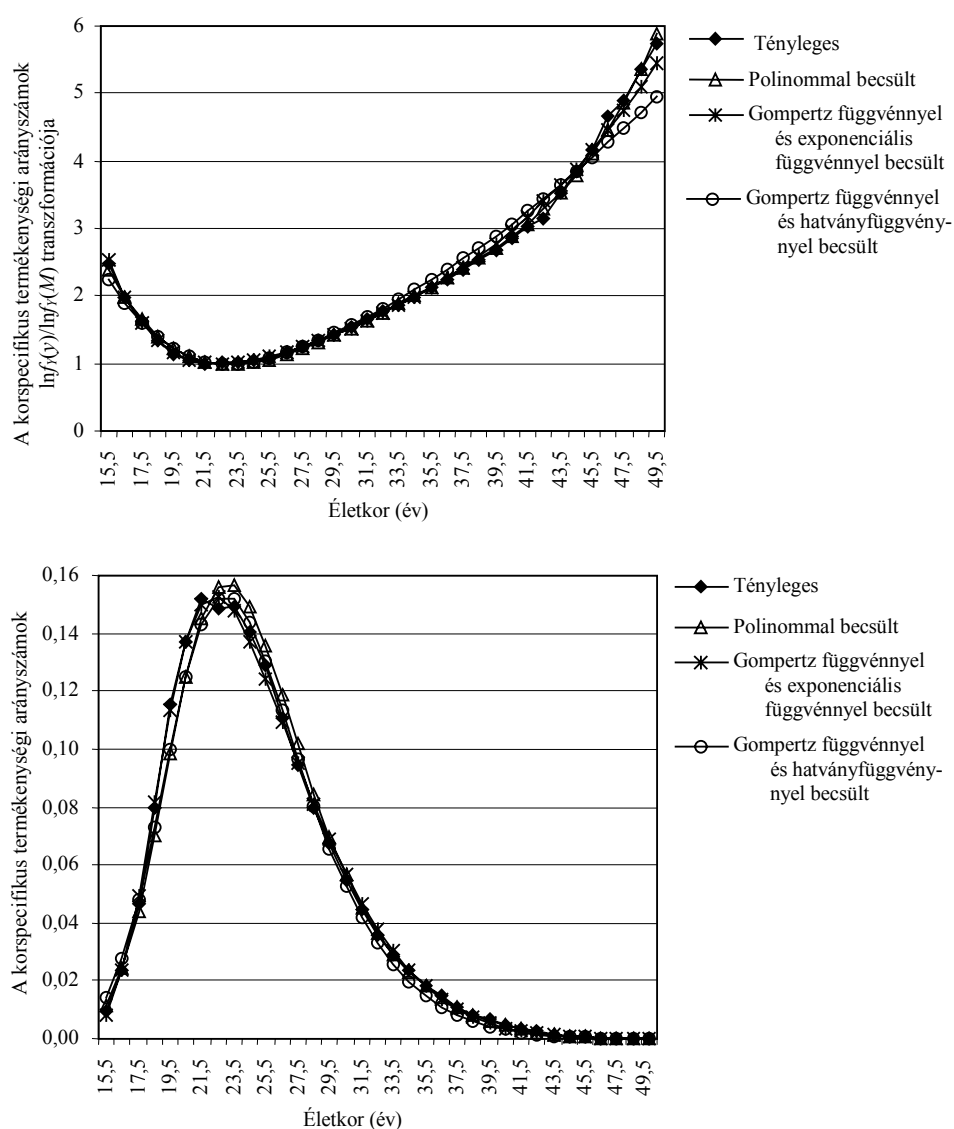 A korspecifikus termékenységi arányszámok
lnfY(y)/lnfY(M) transzformációja
6
5
4
3
2
1
0
15,5
17,5
19,5
21,5
23,5
25,5
27,5
29,5
31,5
33,5
35,5
37,5
39,5
41,5
43,5
45,5
47,5
49,5
Életkor (év)
Tényleges
Polinommal becsült
Gompertz függvénnyel
és exponenciális
függvénnyel becsült
Gompertz függvénnyel
és hatványfüggvény-
nyel becsült
A korspecifikus termékenységi arányszámok
0,16
0,14
0,12
0,10
0,08
0,06
0,04
0,02
0,00
15,5
17,5
19,5
21,5
23,5
25,5
27,5
29,5
31,5
33,5
35,5
37,5
39,5
41,5
43,5
45,5
47,5
49,5
Életkor (év)
Tényleges
Polinommal becsült
Gompertz függvénnyel
és exponenciális
függvénnyel becsült
Gompertz függvénnyel
és hatványfüggvény-
nyel becsült